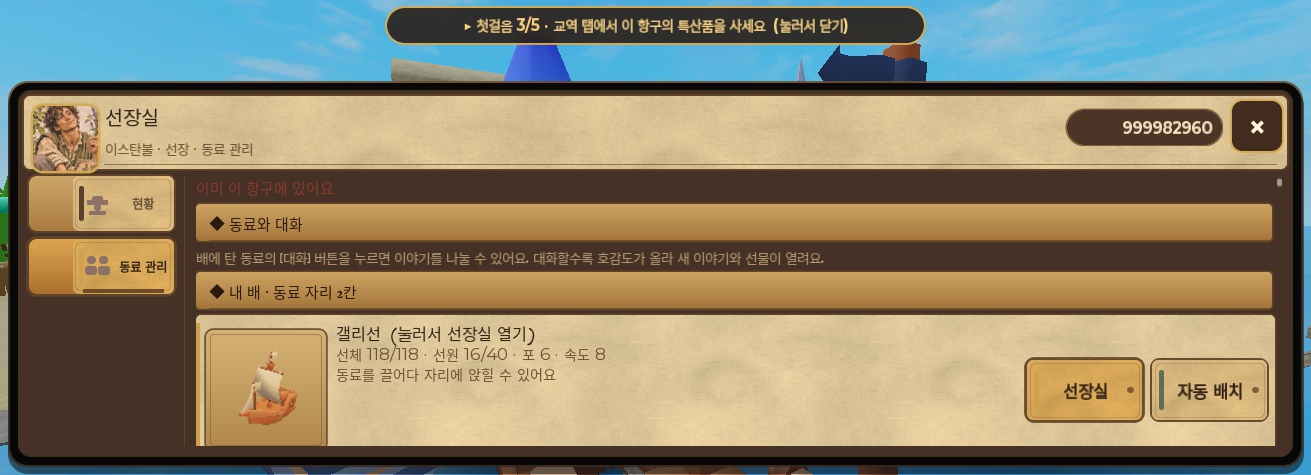 ▸ 첫걸음 3/5 · 교역 탭에서 이 항구의 특산품을 사세요 (눌러서 닫기)
선장실
이스탄불 · 선장 · 동료 관리
999982960
×
현황
동료 관리
이미 이 항구에 있어요
◆ 동료와 대화
배에 탄 동료의 [대화] 버튼을 누르면 이야기를 나눌 수 있어요. 대화할수록 호감도가 올라 새 이야기와 선물이 열려요.
◆ 내 배 · 동료 자리 2칸
갤리선 (눌러서 선장실 열기)
선체 118/118 · 선원 16/40 · 포 6 · 속도 8
동료를 끌어다 자리에 앉힐 수 있어요
선장실
자동 배치